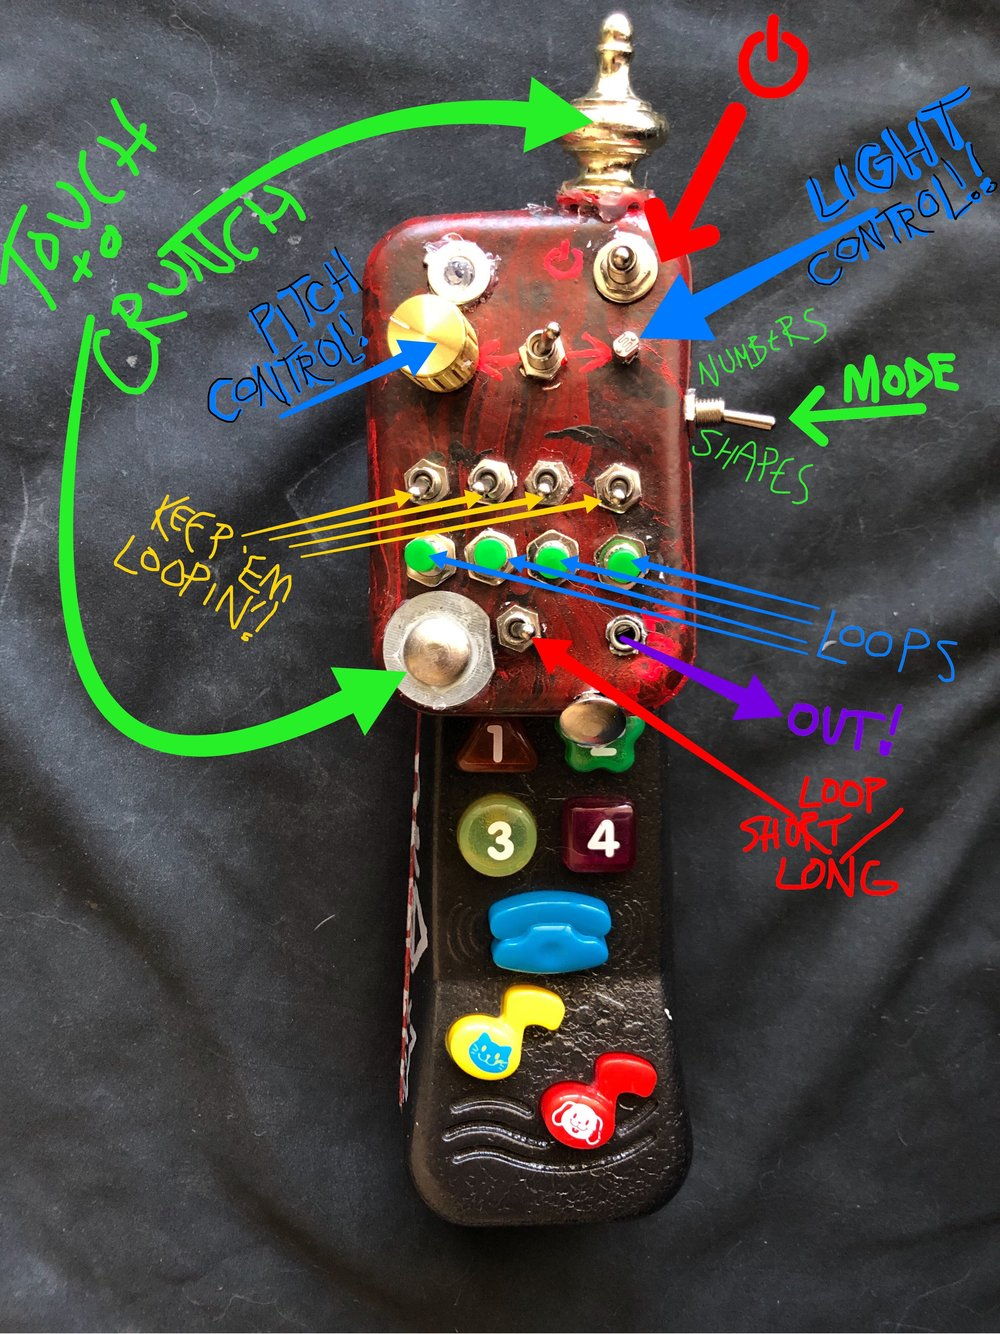 TOUCH
TO
CRUNCH
PITCH
CONTROL!
LIGHT
CONTROL!!
NUMBERS
MODE
SHAPES
KEEP 'EM
LOOPIN'!
LOOPS
OUT!
LOOP
SHORT/
LONG
1
2
3
4